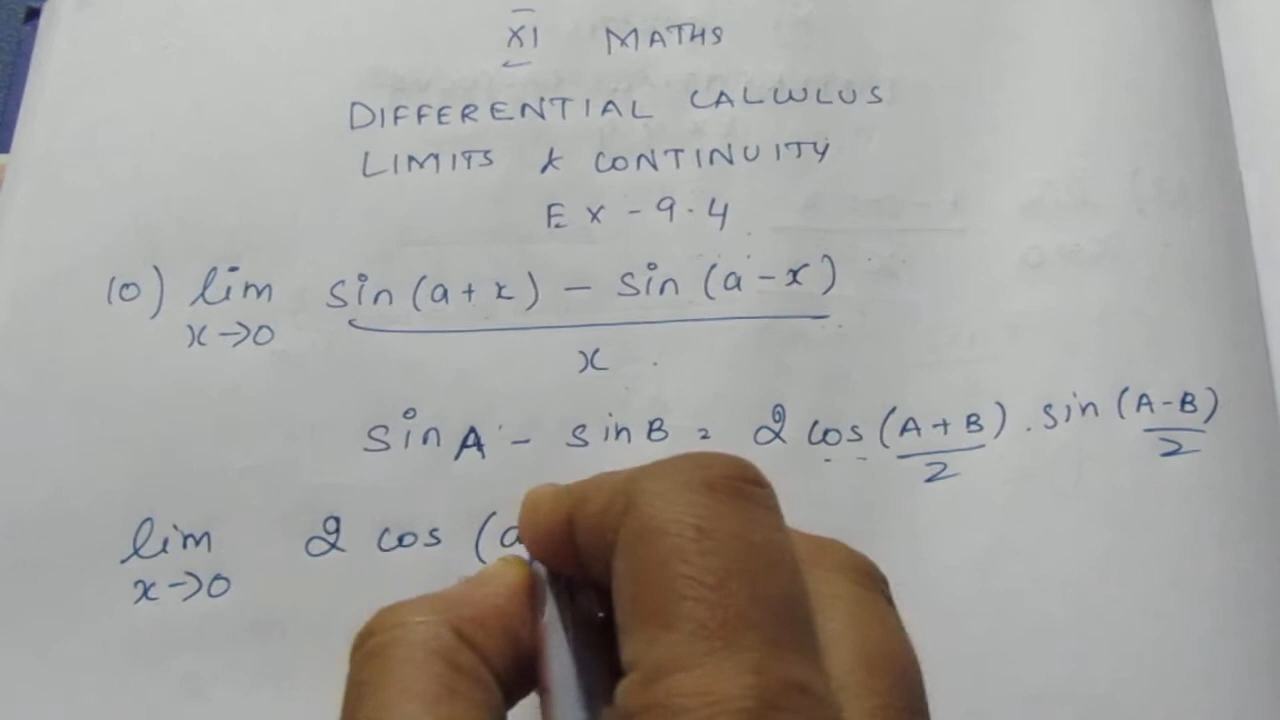 XI MATHS
DIFFERENTIAL CALCULUS
LIMITS & CONTINUITY
Ex - 9.4
10) lim x→0 sin(a+x) - sin(a-x) / x
sin A - sin B = 2 cos (A+B)/2 . sin (A-B)/2
lim x→0 2 cos (a